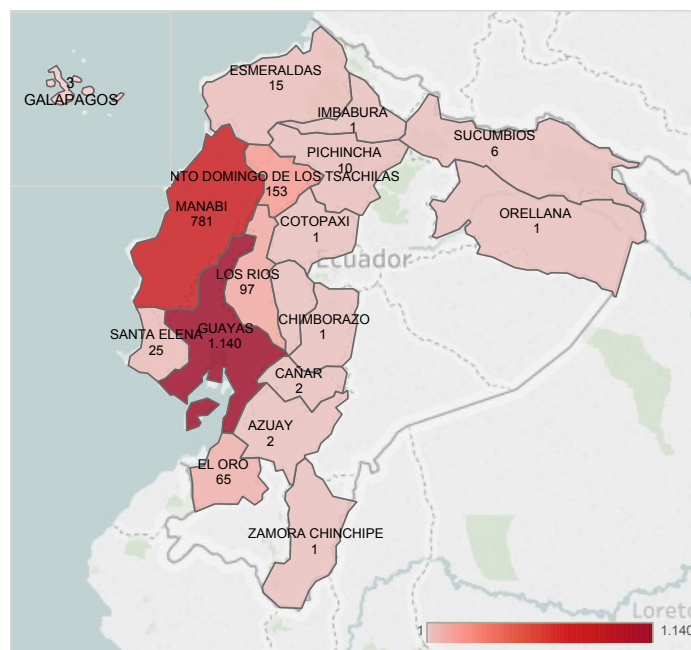 ESMERALDAS
15
3
GALAPAGOS
IMBABURA
1
SUCUMBIOS
6
PICHINCHA
10
NTO DOMINGO DE LOS TSACHILAS
153
MANABI
781
ORELLANA
1
COTOPAXI
1
Ecuador
LOS RIOS
97
CHIMBORAZO
1
SANTA ELENA
25
GUAYAS
1.140
CAÑAR
2
AZUAY
2
EL ORO
65
ZAMORA CHINCHIPE
1
Loreto
1
1.140